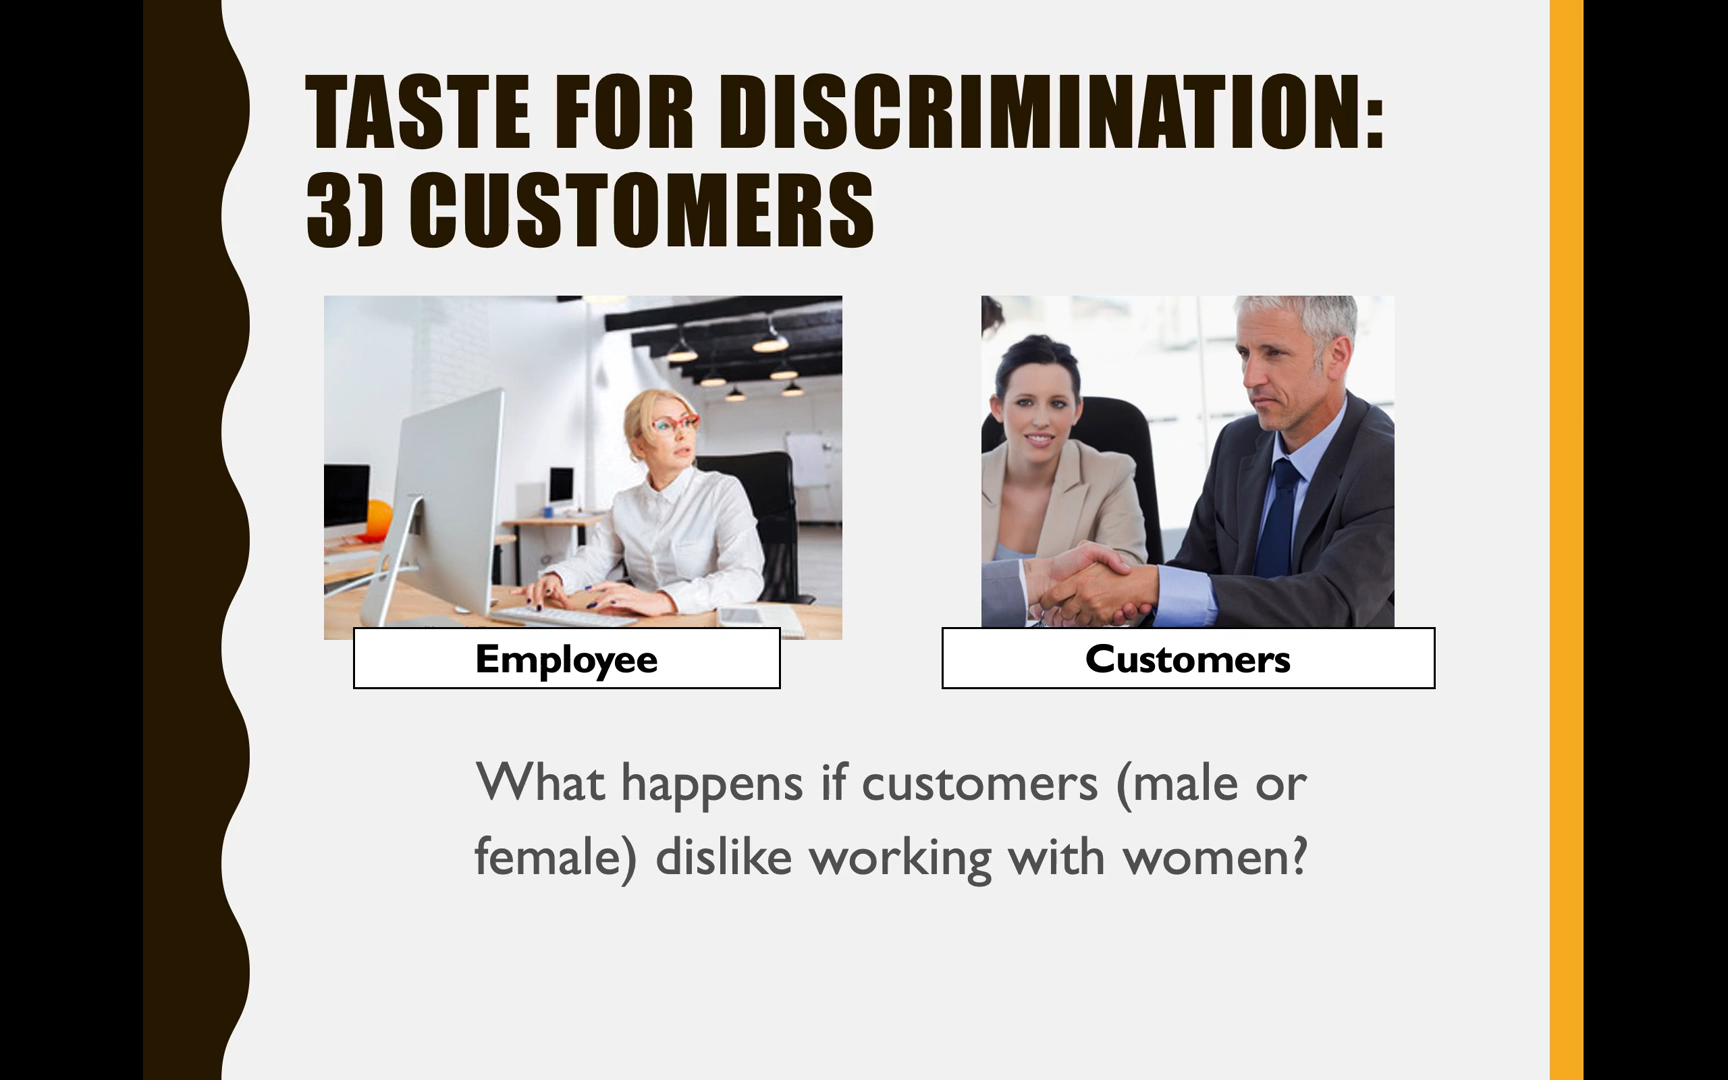 TASTE FOR DISCRIMINATION:
3) CUSTOMERS
Employee
Customers
What happens if customers (male or
female) dislike working with women?